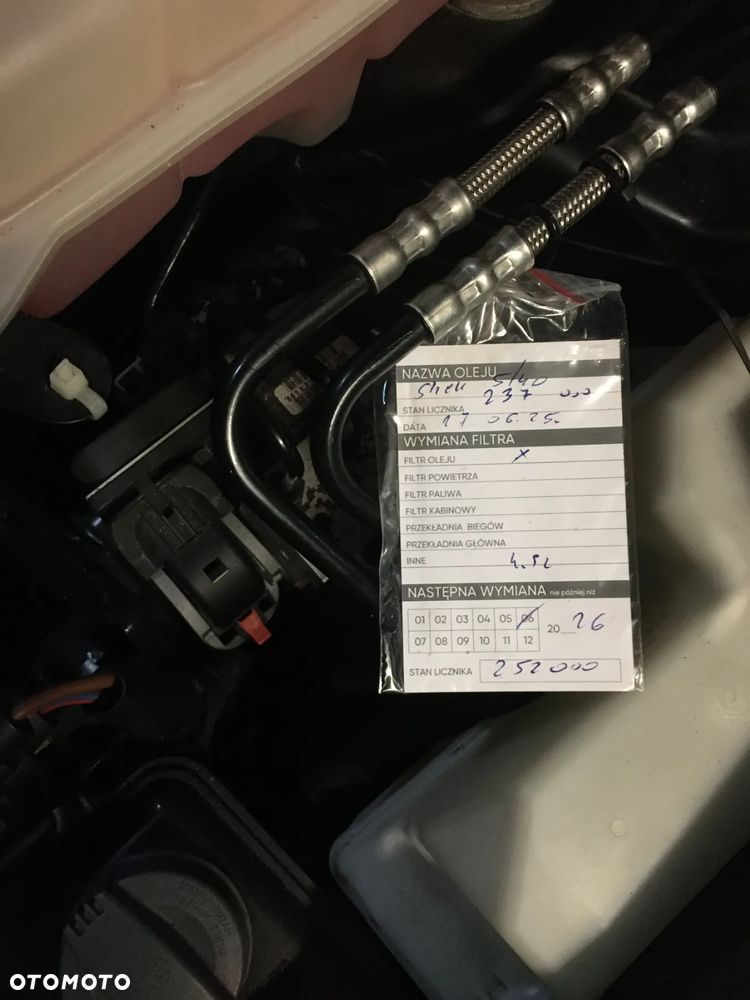 NAZWA OLEJU
Shell 5/40
STAN LICZNIKA 237 000
DATA 17 06.25.
WYMIANA FILTRA
FILTR OLEJU x
FILTR POWIETRZA
FILTR PALIWA
FILTR KABINOWY
PRZEKŁADNIA BIEGÓW
PRZEKŁADNIA GŁÓWNA
INNE 4.5L
NASTĘPNA WYMIANA nie później niż
01 02 03 04 05 06 20 26
07 08 09 10 11 12
STAN LICZNIKA 252000
OTOMOTO